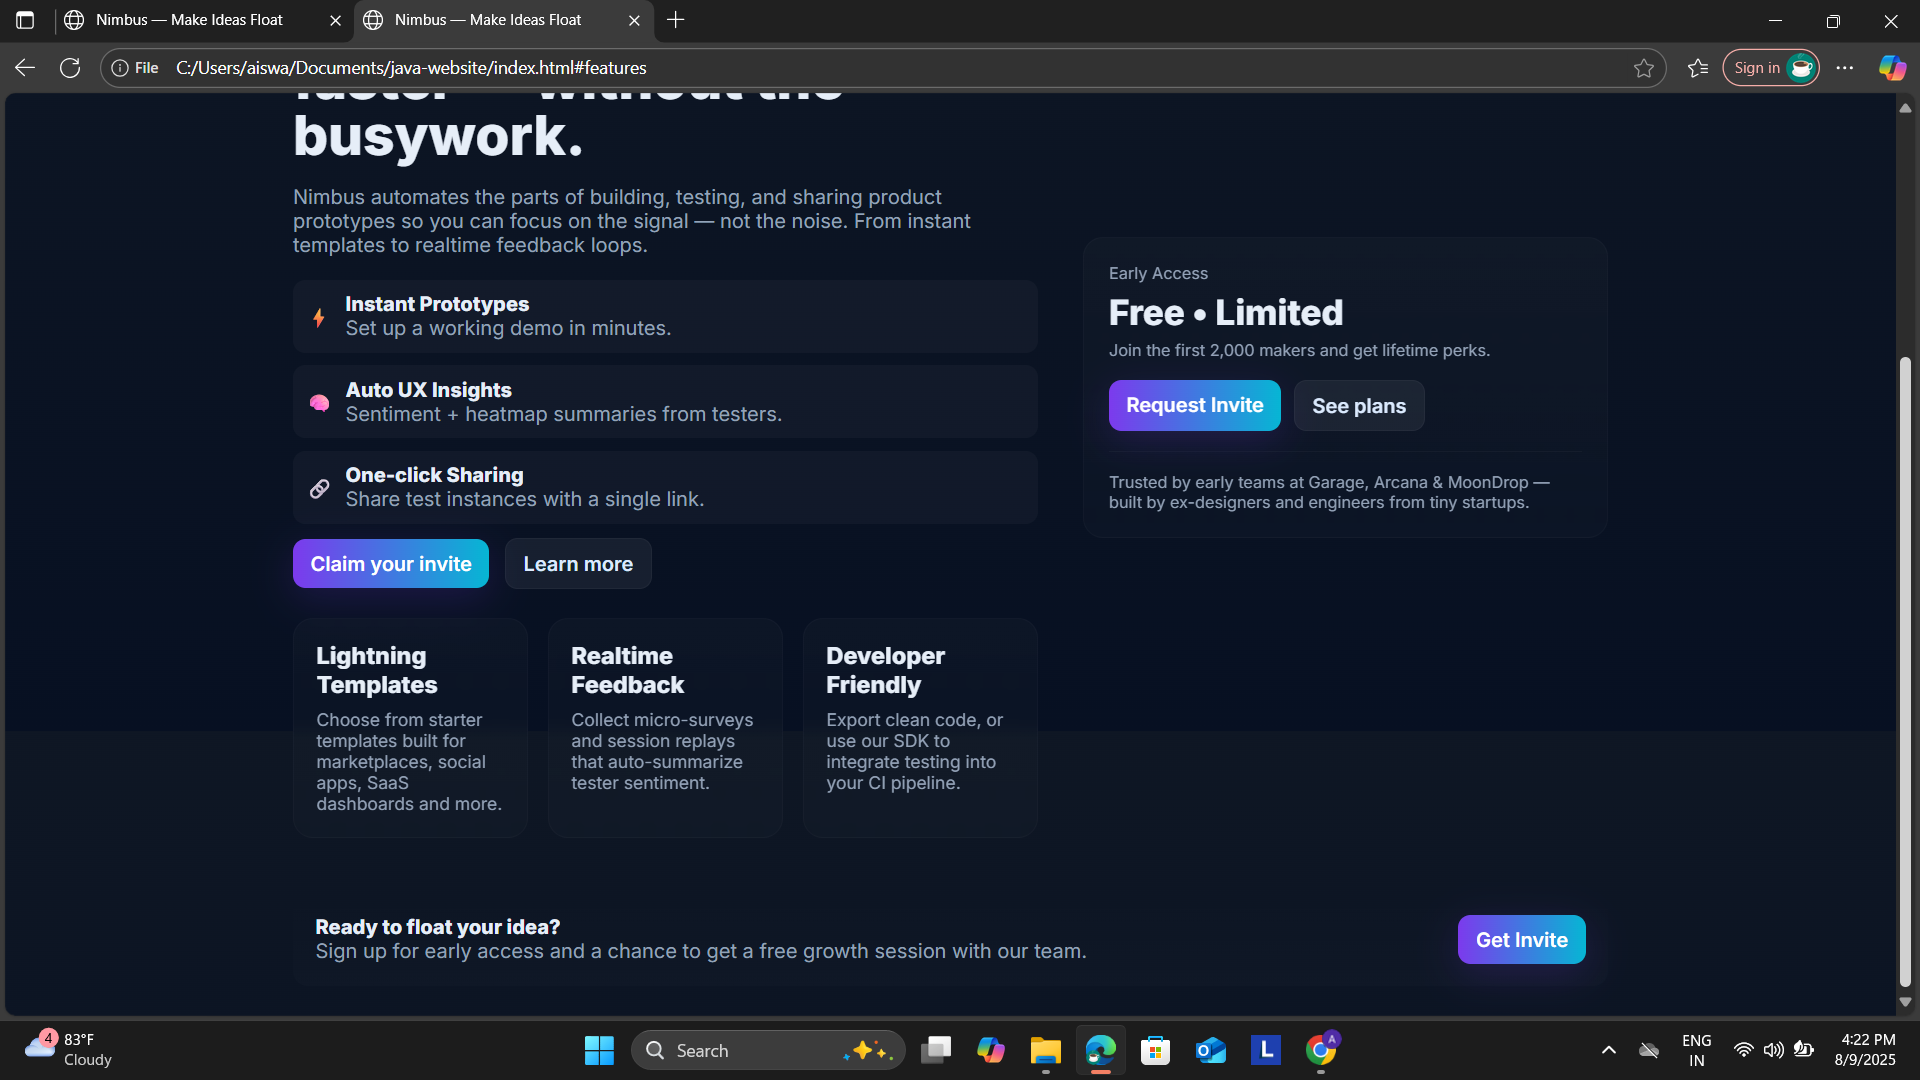 Nimbus — Make Ideas Float
Nimbus — Make Ideas Float
File C:/Users/aiswa/Documents/java-website/index.html#features
Sign in
faster — without the
busywork.
Nimbus automates the parts of building, testing, and sharing product
prototypes so you can focus on the signal — not the noise. From instant
templates to realtime feedback loops.
Instant Prototypes
Set up a working demo in minutes.
Auto UX Insights
Sentiment + heatmap summaries from testers.
One-click Sharing
Share test instances with a single link.
Claim your invite
Learn more
Early Access
Free • Limited
Join the first 2,000 makers and get lifetime perks.
Request Invite
See plans
Trusted by early teams at Garage, Arcana & MoonDrop —
built by ex-designers and engineers from tiny startups.
Lightning
Templates
Choose from starter
templates built for
marketplaces, social
apps, SaaS
dashboards and more.
Realtime
Feedback
Collect micro-surveys
and session replays
that auto-summarize
tester sentiment.
Developer
Friendly
Export clean code, or
use our SDK to
integrate testing into
your CI pipeline.
Ready to float your idea?
Sign up for early access and a chance to get a free growth session with our team.
Get Invite
4
83°F
Cloudy
Search
L
A
ENG
IN
4:22 PM
8/9/2025